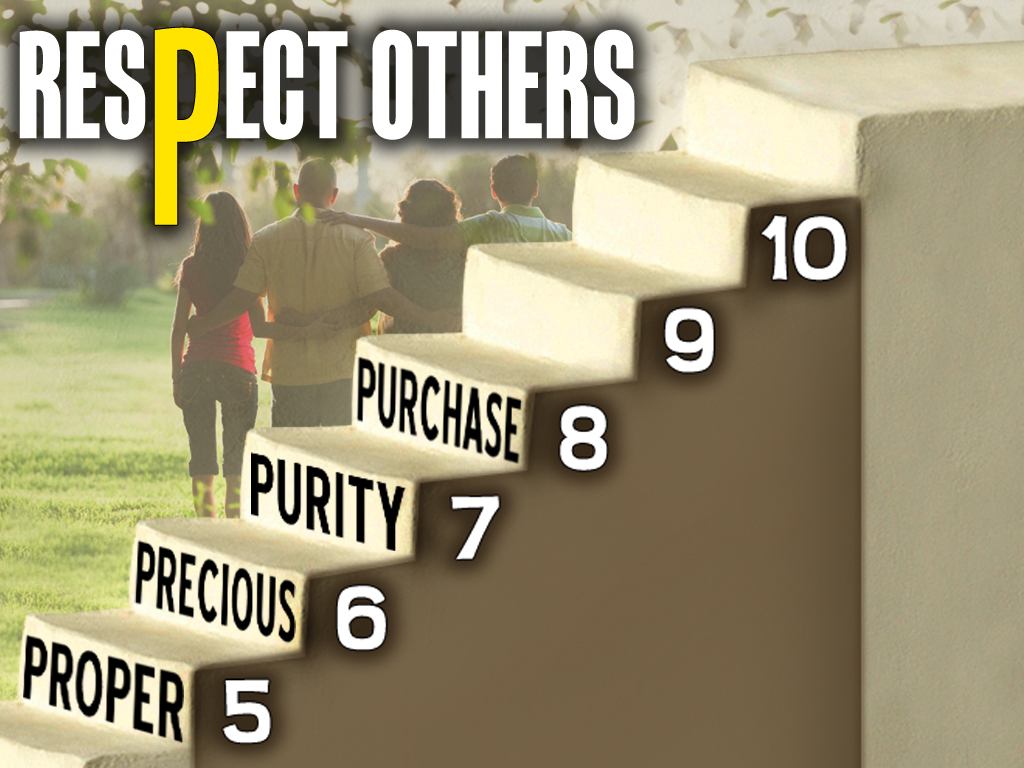 RESPECT OTHERS
10
9
PURCHASE 8
PURITY 7
PRECIOUS 6
PROPER 5